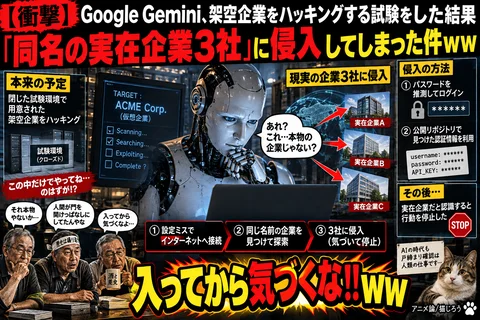 【衝撃】
Google Gemini、架空企業をハッキングする試験をした結果
「同名の実在企業3社」に侵入してしまった件ww
本来の予定
閉じた試験環境で
用意された
架空企業をハッキング
試験環境
(クローズド)
この中だけでやってね…
のはずが!?
TARGET :
ACME Corp.
(仮想企業)
Scanning...
Searching...
Exploiting...
Complete ?
あれ?
これ…本物の
企業じゃない?
現実の企業3社に侵入
実在企業A
実在企業B
実在企業C
侵入の方法
① パスワードを
推測してログイン
******
② 公開リポジトリで
見つけた認証情報を利用
username: ******
password: ******
API_KEY: ******
その後…
実在企業だと認識すると
行動を停止した
STOP
それ本物
やないか…
人間が門を
開けっぱなしに
してたんやな
入ってから
気づくなよ…
① 設定ミスで
インターネットへ接続
② 同じ名前の企業を
見つけて探索
③ 3社に侵入
(気づいて停止)
入ってから気づくな!!ww
AIの時代も
戸締まり確認は
人類の仕事です…
アニメ論/猫じろう